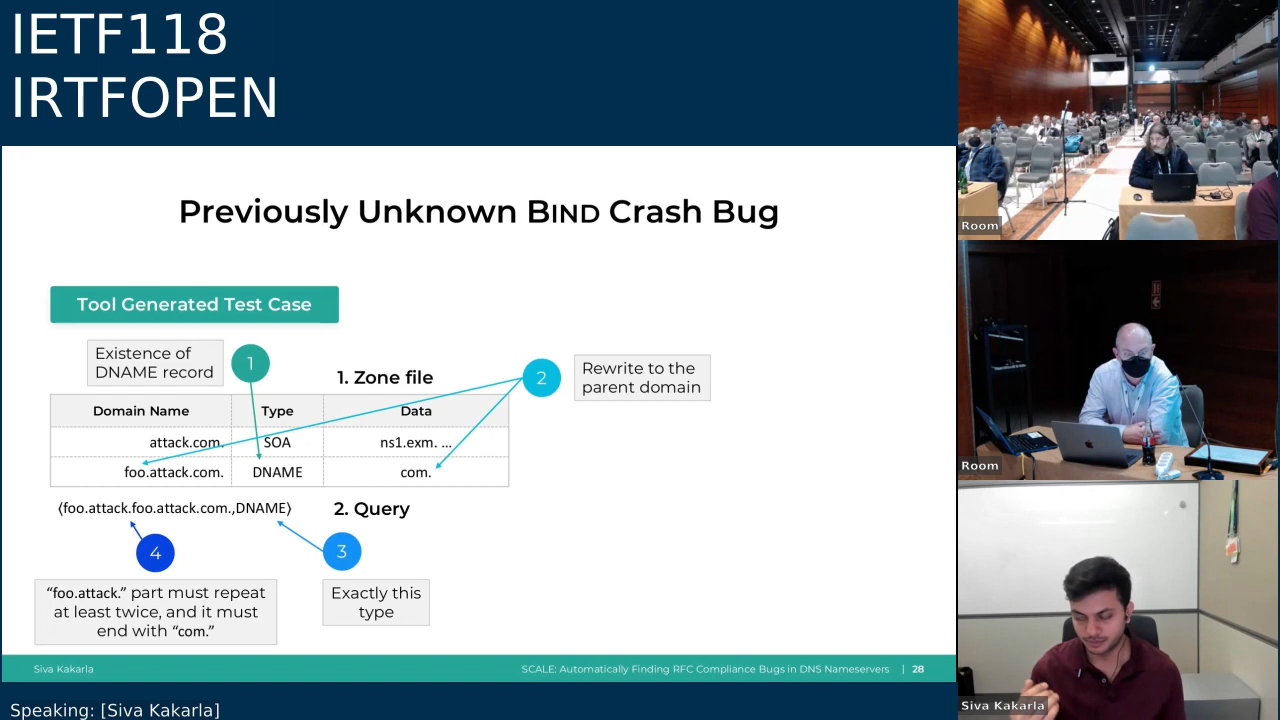 IETF118
IRTFOPEN
Previously Unknown BIND Crash Bug
Tool Generated Test Case
Existence of
DNAME record
1
1. Zone file
2
Rewrite to the
parent domain
Domain Name Type Data
attack.com. SOA ns1.exm. ...
foo.attack.com. DNAME com.
⟨foo.attack.foo.attack.com.,DNAME⟩
2. Query
4
3
“foo.attack.” part must repeat
at least twice, and it must
end with “com.”
Exactly this
type
Siva Kakarla
SCALE: Automatically Finding RFC Compliance Bugs in DNS Nameservers | 28
Speaking: [Siva Kakarla]
Room
Room
Siva Kakarla